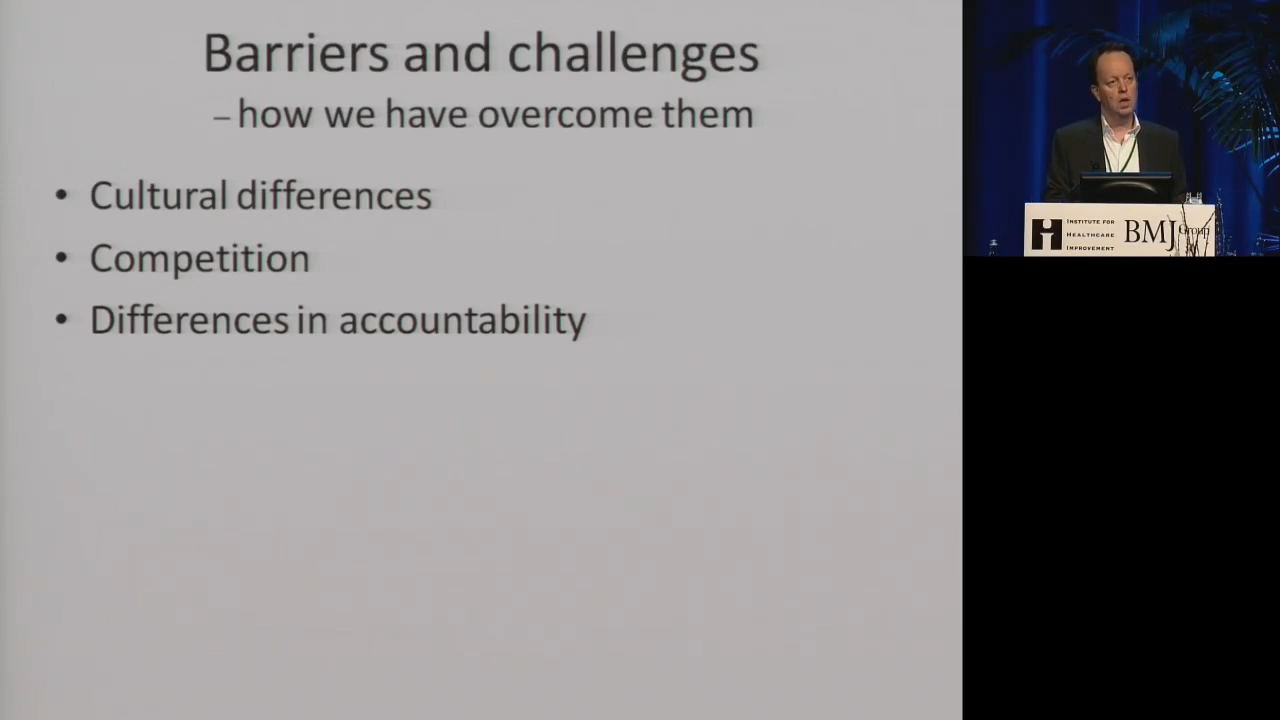 Barriers and challenges
– how we have overcome them
• Cultural differences
• Competition
• Differences in accountability
INSTITUTE FOR
HEALTHCARE
IMPROVEMENT
BMJ Group